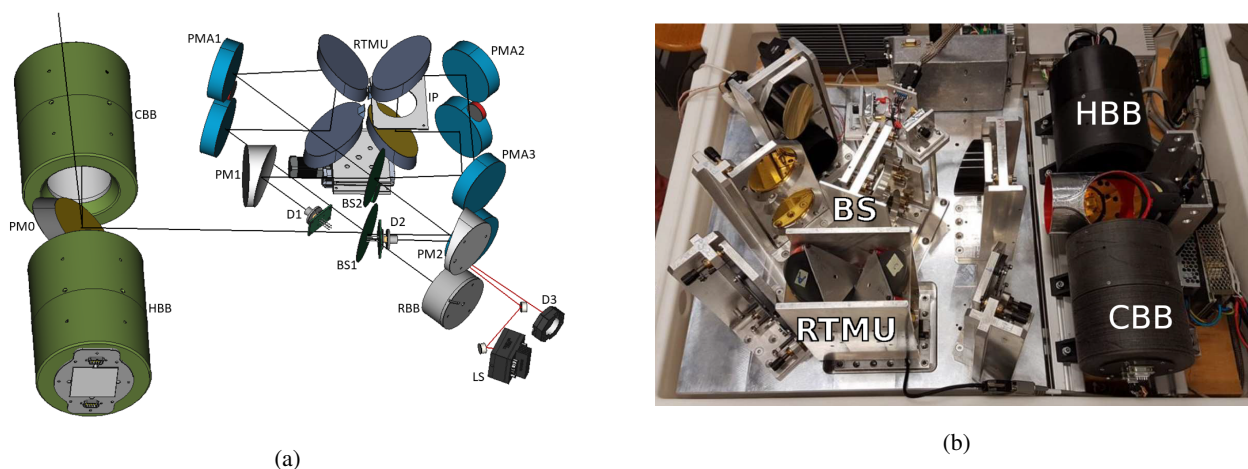 PMA1
RTMU
PMA2
CBB
IP
PM1
PMA3
BS2
D1
D2
PM0
BS1
PM2
RBB
D3
HBB
LS
(a)
HBB
BS
RTMU
CBB
(b)